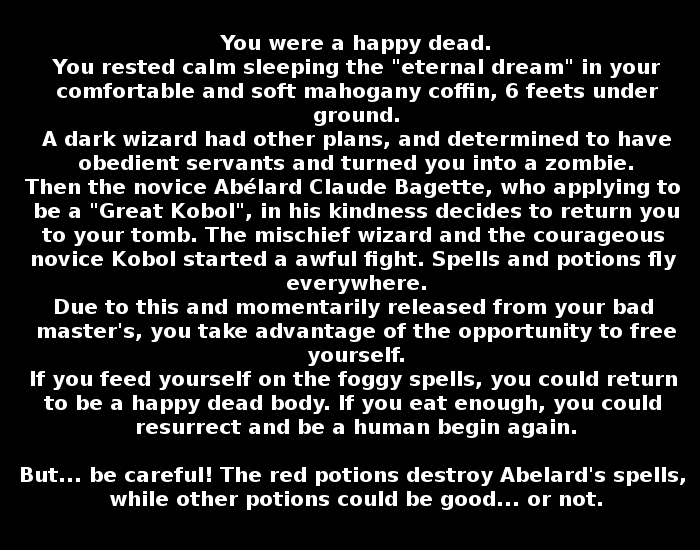 You were a happy dead.
You rested calm sleeping the "eternal dream" in your
comfortable and soft mahogany coffin, 6 feets under
ground.
A dark wizard had other plans, and determined to have
obedient servants and turned you into a zombie.
Then the novice Abélard Claude Bagette, who applying to
be a "Great Kobol", in his kindness decides to return you
to your tomb. The mischief wizard and the courageous
novice Kobol started a awful fight. Spells and potions fly
everywhere.
Due to this and momentarily released from your bad
master's, you take advantage of the opportunity to free
yourself.
If you feed yourself on the foggy spells, you could return
to be a happy dead body. If you eat enough, you could
resurrect and be a human begin again.
But... be careful! The red potions destroy Abelard's spells,
while other potions could be good... or not.